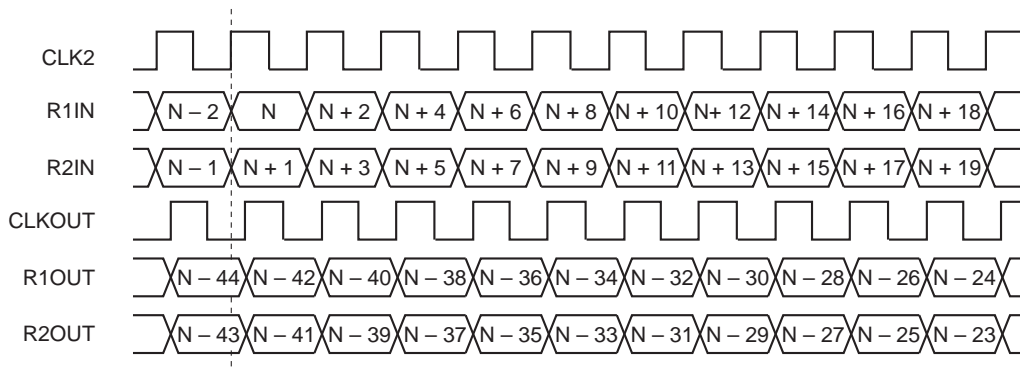 CLK2
R1IN N – 2 N N + 2 N + 4 N + 6 N + 8 N + 10 N+ 12 N + 14 N + 16 N + 18
R2IN N – 1 N + 1 N + 3 N + 5 N + 7 N + 9 N + 11 N + 13 N + 15 N + 17 N + 19
CLKOUT
R1OUT N – 44 N – 42 N – 40 N – 38 N – 36 N – 34 N – 32 N – 30 N – 28 N – 26 N – 24
R2OUT N – 43 N – 41 N – 39 N – 37 N – 35 N – 33 N – 31 N – 29 N – 27 N – 25 N – 23